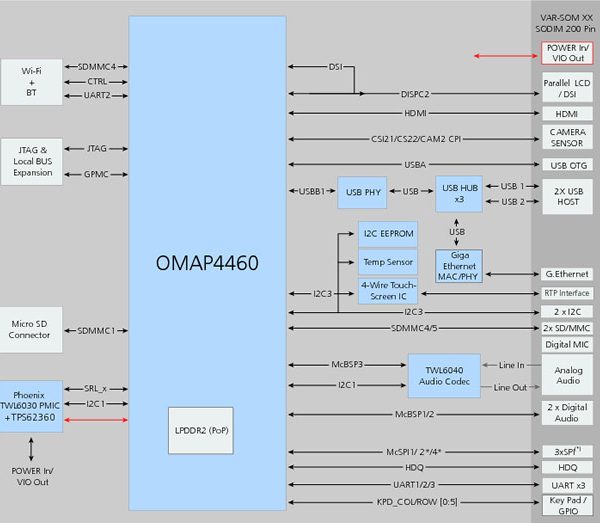 VAR-SOM XX
SODIM 200 Pin
POWER In/
VIO Out
Wi-Fi
+
BT
SDMMC4
CTRL
UART2
DSI
DISPC2
Parallel LCD
/ DSI
HDMI
HDMI
CSI21/CS22/CAM2 CPI
CAMERA
SENSOR
JTAG &
Local BUS
Expansion
JTAG
GPMC
USBA
USB OTG
USBB1
USB PHY
USB
USB HUB
x3
USB 1
USB 2
2X USB
HOST
USB
I2C EEPROM
Temp Sensor
4-Wire Touch-
Screen IC
Giga
Ethernet
MAC/PHY
G.Ethernet
OMAP4460
I2C3
RTP Interface
I2C3
2 x I2C
Micro SD
Connector
SDMMC1
SDMMC4/5
2x SD/MMC
Digital MIC
McBSP3
I2C1
TWL6040
Audio Codec
Line In
Line Out
Analog
Audio
Phoenix
TWL6030 PMIC
+TPS62360
SRL_x
I2C1
McBSP1/2
2 x Digital
Audio
LPDDR2 (PoP)
POWER In/
VIO Out
McSPI1/ 2*/4*
3xSPI*¹
HDQ
HDQ
UART1/2/3
UART x3
KPD_COL/ROW [0:5]
Key Pad /
GPIO